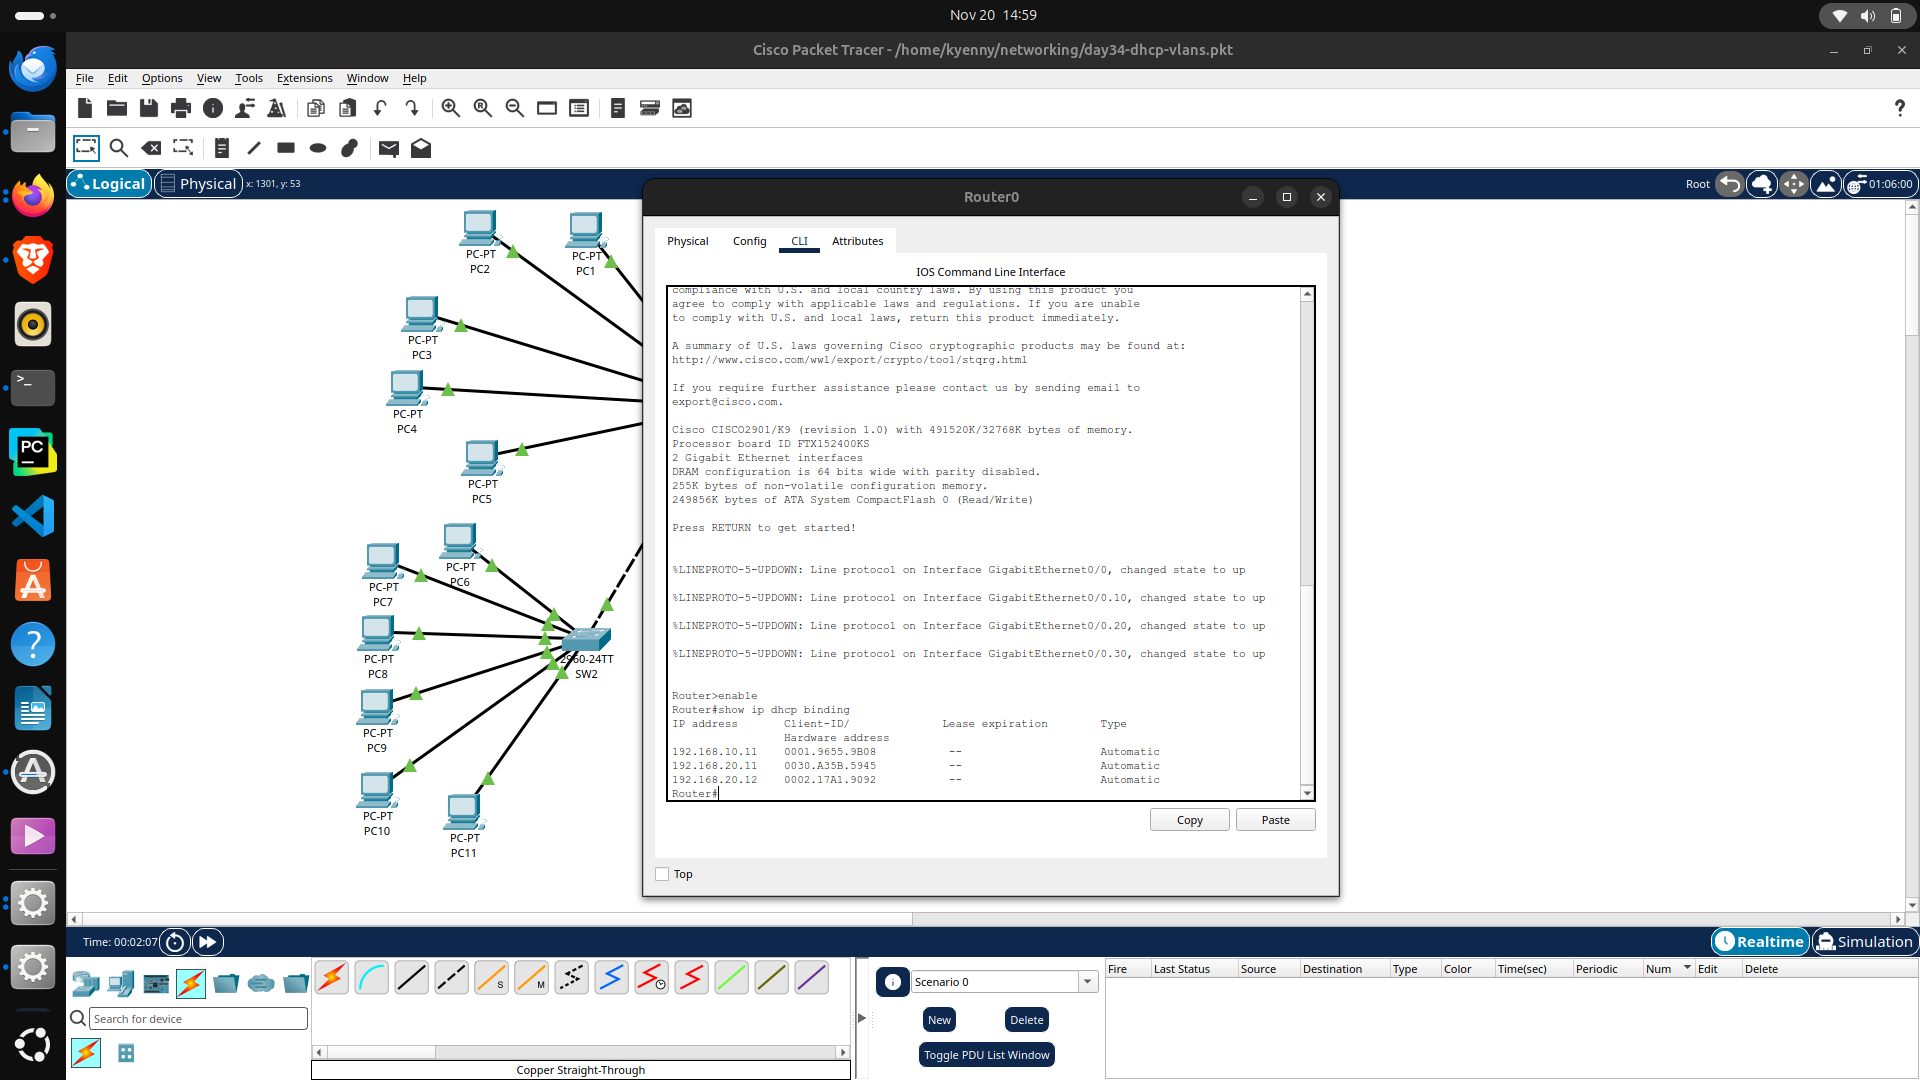 Nov 20 14:59
Cisco Packet Tracer - /home/kyenny/networking/day34-dhcp-vlans.pkt
File Edit Options View Tools Extensions Window Help
Logical Physical x: 1301, y: 53
Root 01:06:00
PC-PT
PC2
PC-PT
PC1
PC-PT
PC3
PC-PT
PC4
PC-PT
PC5
PC-PT
PC6
PC-PT
PC7
PC-PT
PC8
2960-24TT
SW2
PC-PT
PC9
PC-PT
PC10
PC-PT
PC11
Router0
Physical Config CLI Attributes
IOS Command Line Interface
compliance with U.S. and local country laws. By using this product you
agree to comply with applicable laws and regulations. If you are unable
to comply with U.S. and local laws, return this product immediately.
A summary of U.S. laws governing Cisco cryptographic products may be found at:
http://www.cisco.com/wwl/export/crypto/tool/stqrg.html
If you require further assistance please contact us by sending email to
export@cisco.com.
Cisco CISCO2901/K9 (revision 1.0) with 491520K/32768K bytes of memory.
Processor board ID FTX152400KS
2 Gigabit Ethernet interfaces
DRAM configuration is 64 bits wide with parity disabled.
255K bytes of non-volatile configuration memory.
249856K bytes of ATA System CompactFlash 0 (Read/Write)
Press RETURN to get started!
%LINEPROTO-5-UPDOWN: Line protocol on Interface GigabitEthernet0/0, changed state to up
%LINEPROTO-5-UPDOWN: Line protocol on Interface GigabitEthernet0/0.10, changed state to up
%LINEPROTO-5-UPDOWN: Line protocol on Interface GigabitEthernet0/0.20, changed state to up
%LINEPROTO-5-UPDOWN: Line protocol on Interface GigabitEthernet0/0.30, changed state to up
Router>enable
Router#show ip dhcp binding
IP address Client-ID/ Lease expiration Type
Hardware address
192.168.10.11 0001.9655.9B08 -- Automatic
192.168.20.11 0030.A35B.5945 -- Automatic
192.168.20.12 0002.17A1.9092 -- Automatic
Router#
Copy Paste
Top
Time: 00:02:07
Realtime Simulation
Search for device
S
M
Copper Straight-Through
Scenario 0
New Delete
Toggle PDU List Window
Fire Last Status Source Destination Type Color Time(sec) Periodic Num Edit Delete